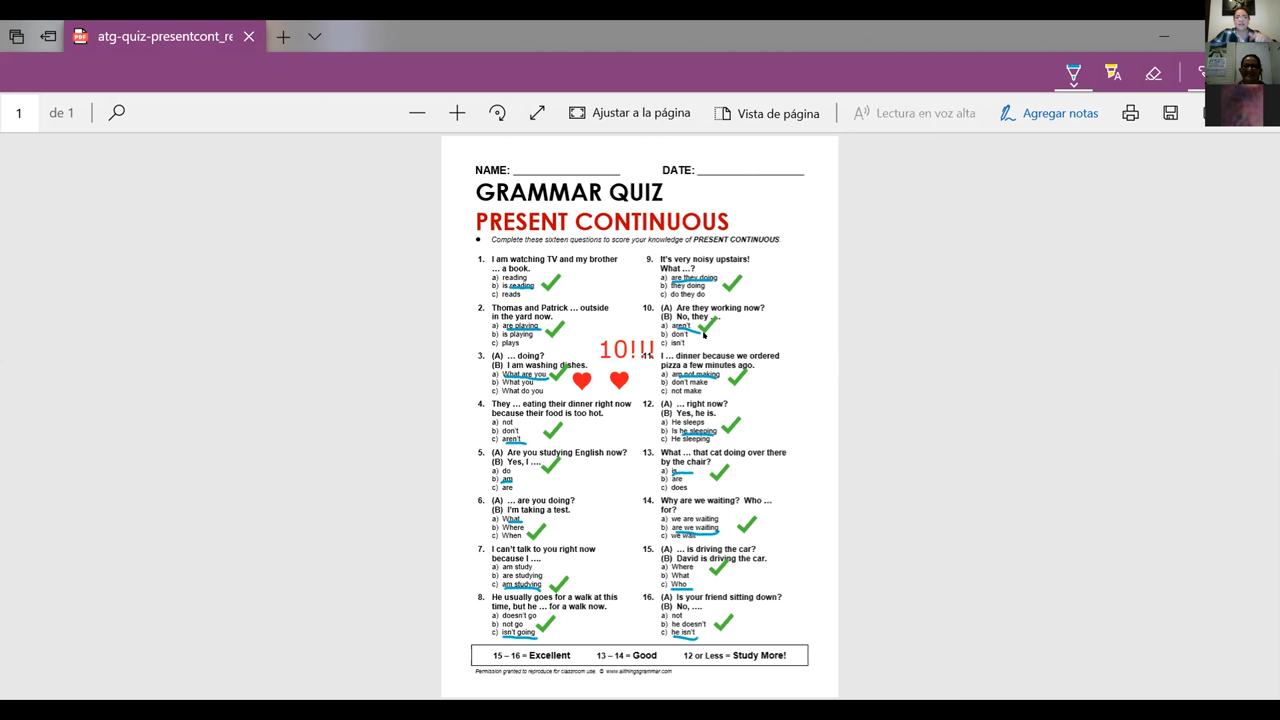 atg-quiz-presentcont_re
1 de 1
Ajustar a la página
Vista de página
Lectura en voz alta
Agregar notas
NAME: ____________________ DATE: ____________________
GRAMMAR QUIZ
PRESENT CONTINUOUS
Complete these sixteen questions to score your knowledge of PRESENT CONTINUOUS.
1. I am watching TV and my brother
… a book.
a) reading
b) is reading
c) reads
2. Thomas and Patrick … outside
in the yard now.
a) are playing
b) is playing
c) plays
3. (A) … doing?
(B) I am washing dishes.
a) What are you
b) What you
c) What do you
4. They … eating their dinner right now
because their food is too hot.
a) not
b) don't
c) aren't
5. (A) Are you studying English now?
(B) Yes, I ….
a) do
b) am
c) are
6. (A) … are you doing?
(B) I'm taking a test.
a) What
b) Where
c) When
7. I can't talk to you right now
because I ….
a) am study
b) are studying
c) am studying
8. He usually goes for a walk at this
time, but he … for a walk now.
a) doesn't go
b) not go
c) isn't going
10!!!
9. It's very noisy upstairs!
What …?
a) are they doing
b) they doing
c) do they do
10. (A) Are they working now?
(B) No, they ….
a) aren't
b) don't
c) isn't
11. I … dinner because we ordered
pizza a few minutes ago.
a) am not making
b) don't make
c) not make
12. (A) … right now?
(B) Yes, he is.
a) He sleeps
b) Is he sleeping
c) He sleeping
13. What … that cat doing over there
by the chair?
a) is
b) are
c) does
14. Why are we waiting? Who …
for?
a) we are waiting
b) are we waiting
c) we wait
15. (A) … is driving the car?
(B) David is driving the car.
a) Where
b) What
c) Who
16. (A) Is your friend sitting down?
(B) No, ….
a) not
b) he doesn't
c) he isn't
15 – 16 = Excellent 13 – 14 = Good 12 or Less = Study More!
Permission granted to reproduce for classroom use. © www.allthingsgrammar.com